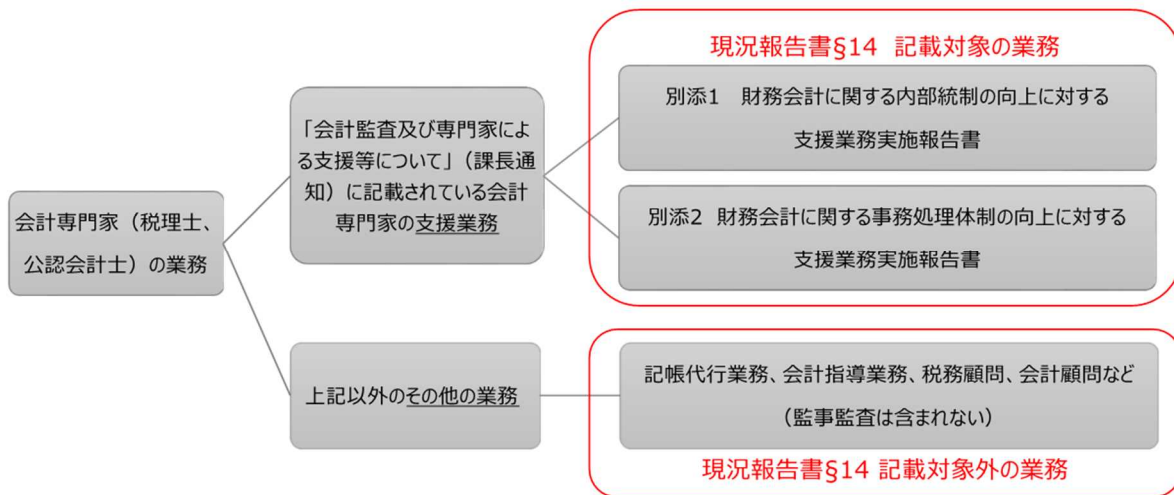 会計専門家（税理士、
公認会計士）の業務
「会計監査及び専門家によ
る支援等について」（課長通
知）に記載されている会計
専門家の支援業務
上記以外のその他の業務
現況報告書§14 記載対象の業務
別添1 財務会計に関する内部統制の向上に対する
支援業務実施報告書
別添2 財務会計に関する事務処理体制の向上に対する
支援業務実施報告書
記帳代行業務、会計指導業務、税務顧問、会計顧問など
（監事監査は含まれない）
現況報告書§14 記載対象外の業務